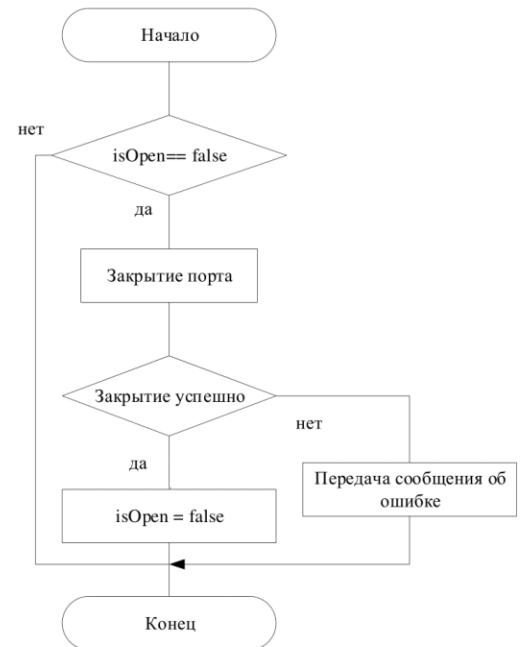 Начало
нет
isOpen== false
да
Закрытие порта
Закрытие успешно
нет
да
Передача сообщения об
ошибке
isOpen = false
Конец